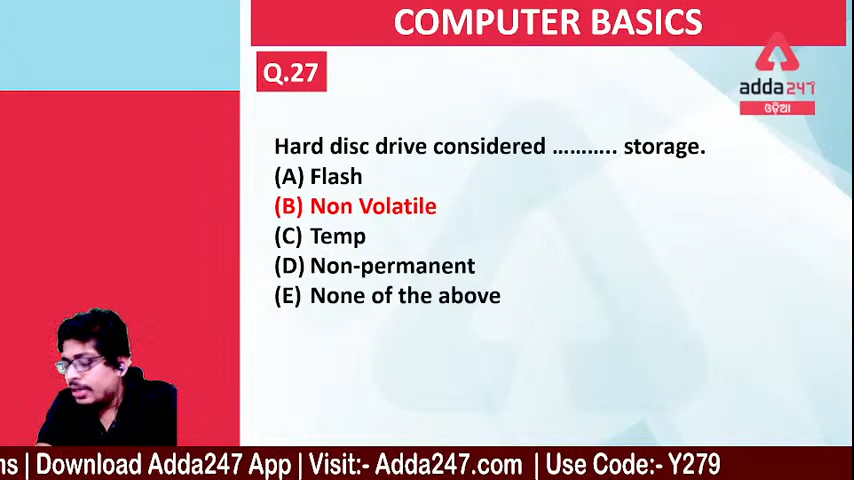 COMPUTER BASICS
Q.27
adda247
ଓଡ଼ିଆ
Hard disc drive considered ……….. storage.
(A) Flash
(B) Non Volatile
(C) Temp
(D) Non-permanent
(E) None of the above
ns | Download Adda247 App | Visit:- Adda247.com | Use Code:- Y279